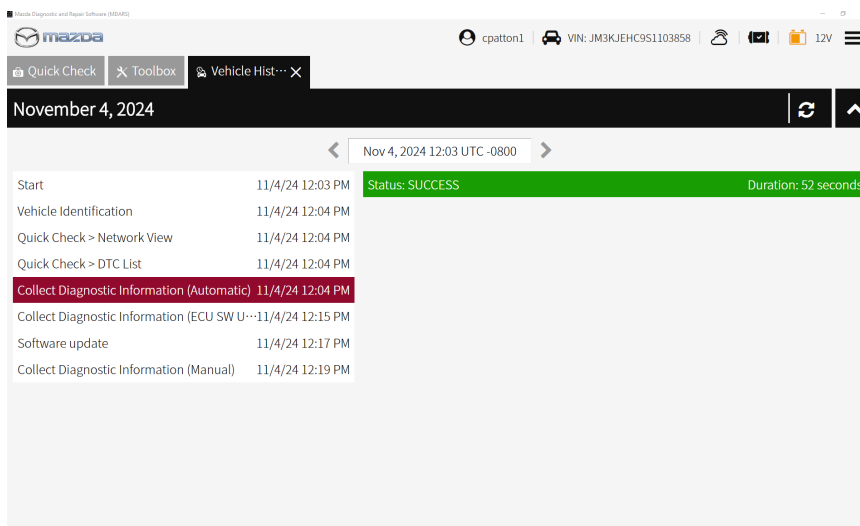 Mazda Diagnostic and Repair Software (MDARS)
mazda
cpatton1
VIN: JM3KJEHC9S1103858
12V
Quick Check
Toolbox
Vehicle Hist⋯
November 4, 2024
Nov 4, 2024 12:03 UTC -0800
Start 11/4/24 12:03 PM
Status: SUCCESS Duration: 52 seconds
Vehicle Identification 11/4/24 12:04 PM
Quick Check > Network View 11/4/24 12:04 PM
Quick Check > DTC List 11/4/24 12:04 PM
Collect Diagnostic Information (Automatic) 11/4/24 12:04 PM
Collect Diagnostic Information (ECU SW U⋯11/4/24 12:15 PM
Software update 11/4/24 12:17 PM
Collect Diagnostic Information (Manual) 11/4/24 12:19 PM